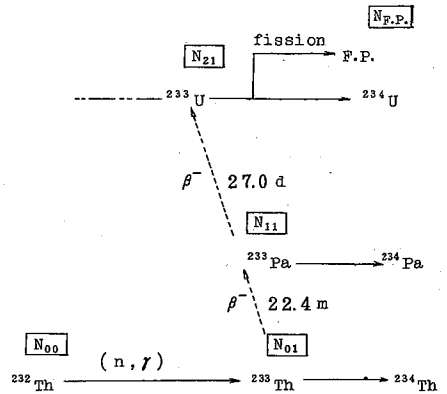 N_F.P.
fission
N_21
F.P.
²³³U
²³⁴U
β⁻ 27.0 d
N_11
²³³Pa
²³⁴Pa
β⁻ 22.4 m
N_00
N_01
(n, γ)
²³²Th
²³³Th
²³⁴Th